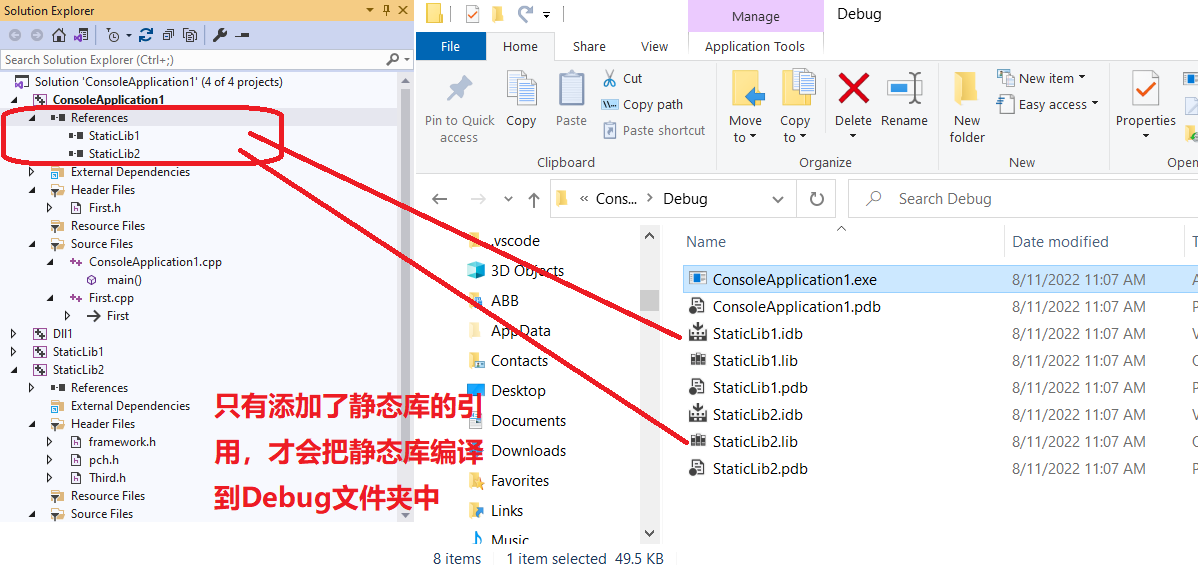 Solution Explorer
Search Solution Explorer (Ctrl+;)
Solution 'ConsoleApplication1' (4 of 4 projects)
ConsoleApplication1
References
StaticLib1
StaticLib2
External Dependencies
Header Files
First.h
Resource Files
Source Files
ConsoleApplication1.cpp
main()
First.cpp
First
Dll1
StaticLib1
StaticLib2
References
External Dependencies
Header Files
framework.h
pch.h
Third.h
Resource Files
Source Files
只有添加了静态库的引
用，才会把静态库编译
到Debug文件夹中
Manage
Debug
File
Home
Share
View
Application Tools
Pin to Quick
access
Copy
Paste
Cut
Copy path
Paste shortcut
Clipboard
Move
to
Copy
to
Delete
Rename
Organize
New
folder
New item
Easy access
New
Properties
Open
« Cons... > Debug
Search Debug
.vscode
3D Objects
ABB
AppData
Contacts
Desktop
Documents
Downloads
Favorites
Links
Music
Name
Date modified
ConsoleApplication1.exe 8/11/2022 11:07 AM
ConsoleApplication1.pdb 8/11/2022 11:07 AM
StaticLib1.idb 8/11/2022 11:07 AM
StaticLib1.lib 8/11/2022 11:07 AM
StaticLib1.pdb 8/11/2022 11:07 AM
StaticLib2.idb 8/11/2022 11:07 AM
StaticLib2.lib 8/11/2022 11:07 AM
StaticLib2.pdb 8/11/2022 11:07 AM
8 items 1 item selected 49.5 KB